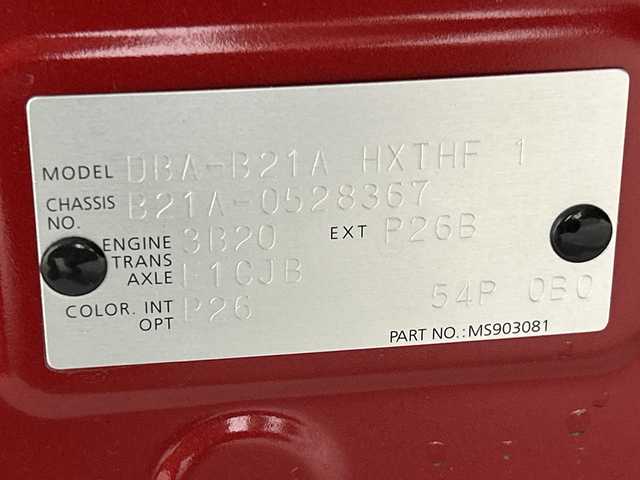 MODEL DBA-B21A HXTHF 1
CHASSIS NO. B21A-0528367
ENGINE 3B20 EXT P26B
TRANS AXLE F1CJB
COLOR. INT OPT P26 54P 0B0
PART NO.: MS903081